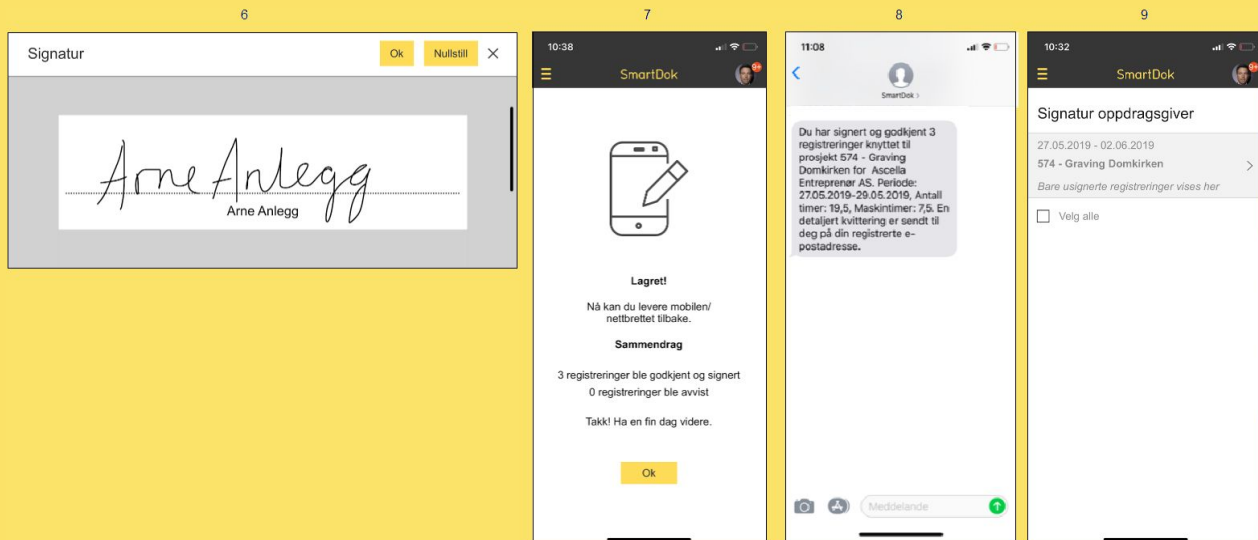 6
Signatur
Ok
Nullstill
Arne Anlegg
Arne Anlegg
7
10:38
SmartDok
9+
Lagret!
Nå kan du levere mobilen/
nettbrettet tilbake.
Sammendrag
3 registreringer ble godkjent og signert
0 registreringer ble avvist
Takk! Ha en fin dag videre.
Ok
8
11:08
SmartDok >
Du har signert og godkjent 3
registreringer knyttet til
prosjekt 574 - Graving
Domkirken for Ascella
Entreprenør AS. Periode:
27.05.2019-29.05.2019, Antall
timer: 19,5, Maskintimer: 7,5. En
detaljert kvittering er sendt til
deg på din registrerte e-
postadresse.
Meddelande
9
10:32
SmartDok
9+
Signatur oppdragsgiver
27.05.2019 - 02.06.2019
574 - Graving Domkirken
Bare usignerte registreringer vises her
Velg alle